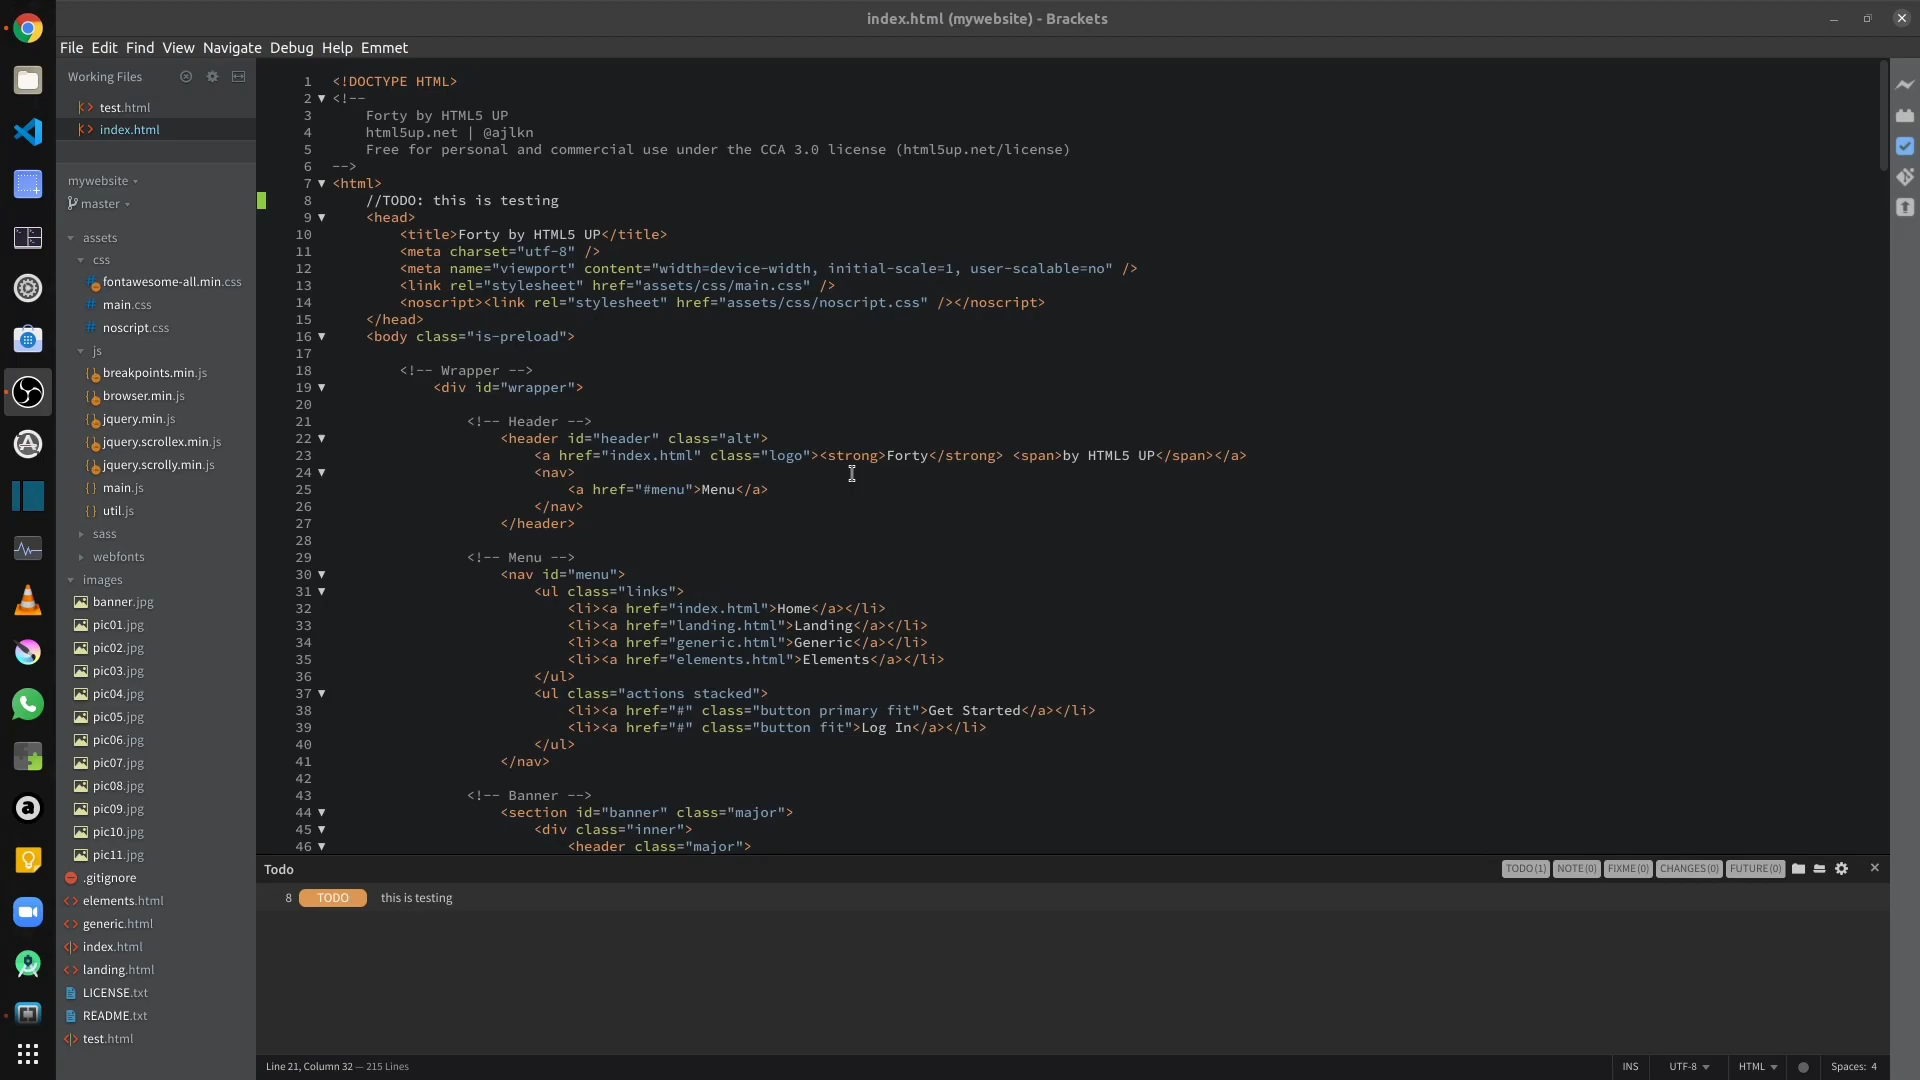 index.html (mywebsite) - Brackets
File Edit Find View Navigate Debug Help Emmet
Working Files
test.html
index.html
mywebsite
master
assets
css
fontawesome-all.min.css
main.css
noscript.css
js
breakpoints.min.js
browser.min.js
jquery.min.js
jquery.scrollex.min.js
jquery.scrolly.min.js
main.js
util.js
sass
webfonts
images
banner.jpg
pic01.jpg
pic02.jpg
pic03.jpg
pic04.jpg
pic05.jpg
pic06.jpg
pic07.jpg
pic08.jpg
pic09.jpg
pic10.jpg
pic11.jpg
.gitignore
elements.html
generic.html
index.html
landing.html
LICENSE.txt
README.txt
test.html
1 <!DOCTYPE HTML>
2 <!--
3 Forty by HTML5 UP
4 html5up.net | @ajlkn
5 Free for personal and commercial use under the CCA 3.0 license (html5up.net/license)
6 -->
7 <html>
8 //TODO: this is testing
9 <head>
10 <title>Forty by HTML5 UP</title>
11 <meta charset="utf-8" />
12 <meta name="viewport" content="width=device-width, initial-scale=1, user-scalable=no" />
13 <link rel="stylesheet" href="assets/css/main.css" />
14 <noscript><link rel="stylesheet" href="assets/css/noscript.css" /></noscript>
15 </head>
16 <body class="is-preload">
17
18 <!-- Wrapper -->
19 <div id="wrapper">
20
21 <!-- Header -->
22 <header id="header" class="alt">
23 <a href="index.html" class="logo"><strong>Forty</strong> <span>by HTML5 UP</span></a>
24 <nav>
25 <a href="#menu">Menu</a>
26 </nav>
27 </header>
28
29 <!-- Menu -->
30 <nav id="menu">
31 <ul class="links">
32 <li><a href="index.html">Home</a></li>
33 <li><a href="landing.html">Landing</a></li>
34 <li><a href="generic.html">Generic</a></li>
35 <li><a href="elements.html">Elements</a></li>
36 </ul>
37 <ul class="actions stacked">
38 <li><a href="#" class="button primary fit">Get Started</a></li>
39 <li><a href="#" class="button fit">Log In</a></li>
40 </ul>
41 </nav>
42
43 <!-- Banner -->
44 <section id="banner" class="major">
45 <div class="inner">
46 <header class="major">
Todo TODO(1) NOTE(0) FIXME(0) CHANGES(0) FUTURE(0)
8 TODO this is testing
Line 21, Column 32 — 215 Lines INS UTF-8 HTML Spaces: 4